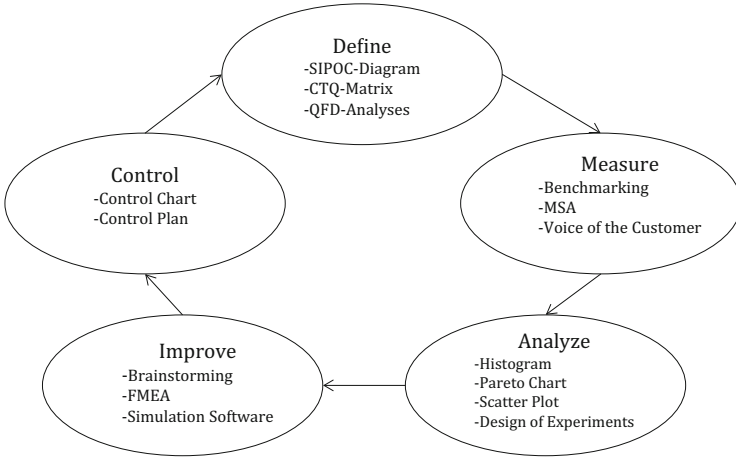 Define
-SIPOC-Diagram
-CTQ-Matrix
-QFD-Analyses
Measure
-Benchmarking
-MSA
-Voice of the Customer
Analyze
-Histogram
-Pareto Chart
-Scatter Plot
-Design of Experiments
Improve
-Brainstorming
-FMEA
-Simulation Software
Control
-Control Chart
-Control Plan